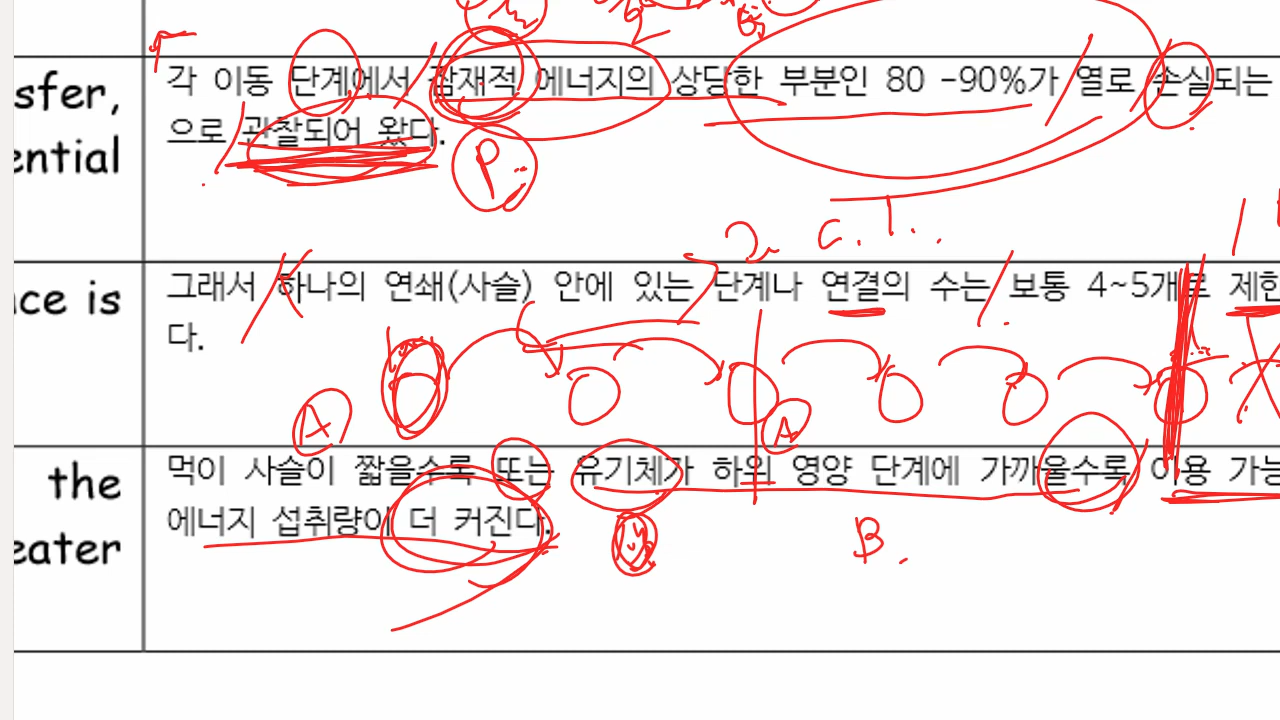 sfer,
ential
각 이동 단계에서 잠재적 에너지의 상당한 부분인 80 -90%가 열로 손실되는
으로 관찰되어 왔다.
P
2 C.T.
ce is
그래서 하나의 연쇄(사슬) 안에 있는 단계나 연결의 수는 보통 4~5개로 제한
다.
A
A
the
eater
먹이 사슬이 짧을수록 또는 유기체가 하위 영양 단계에 가까울수록 이용 가능
에너지 섭취량이 더 커진다.
B.